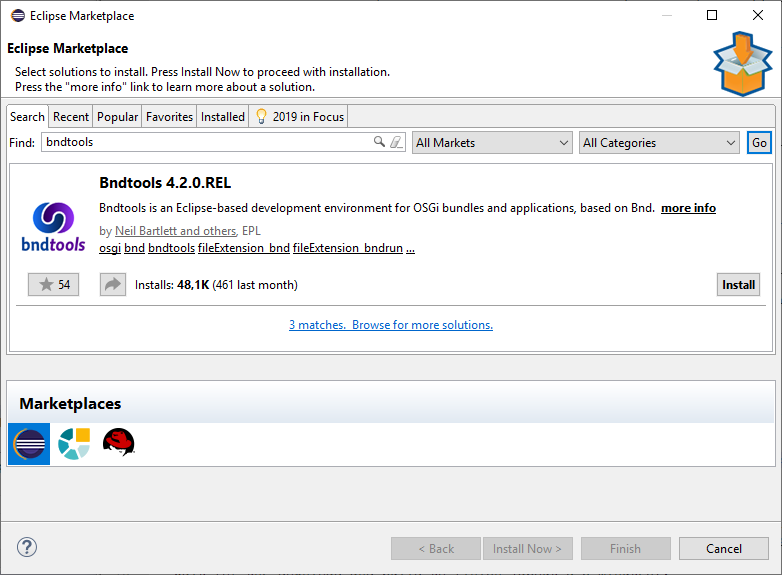 Eclipse Marketplace
Eclipse Marketplace
Select solutions to install. Press Install Now to proceed with installation.
Press the "more info" link to learn more about a solution.
Search Recent Popular Favorites Installed 2019 in Focus
Find: bndtools All Markets All Categories Go
Bndtools 4.2.0.REL
Bndtools is an Eclipse-based development environment for OSGi bundles and applications, based on Bnd. more info
by Neil Bartlett and others, EPL
bndtools
osgi bnd bndtools fileExtension_bnd fileExtension_bndrun ...
54 Installs: 48,1K (461 last month) Install
3 matches. Browse for more solutions.
Marketplaces
? < Back Install Now > Finish Cancel